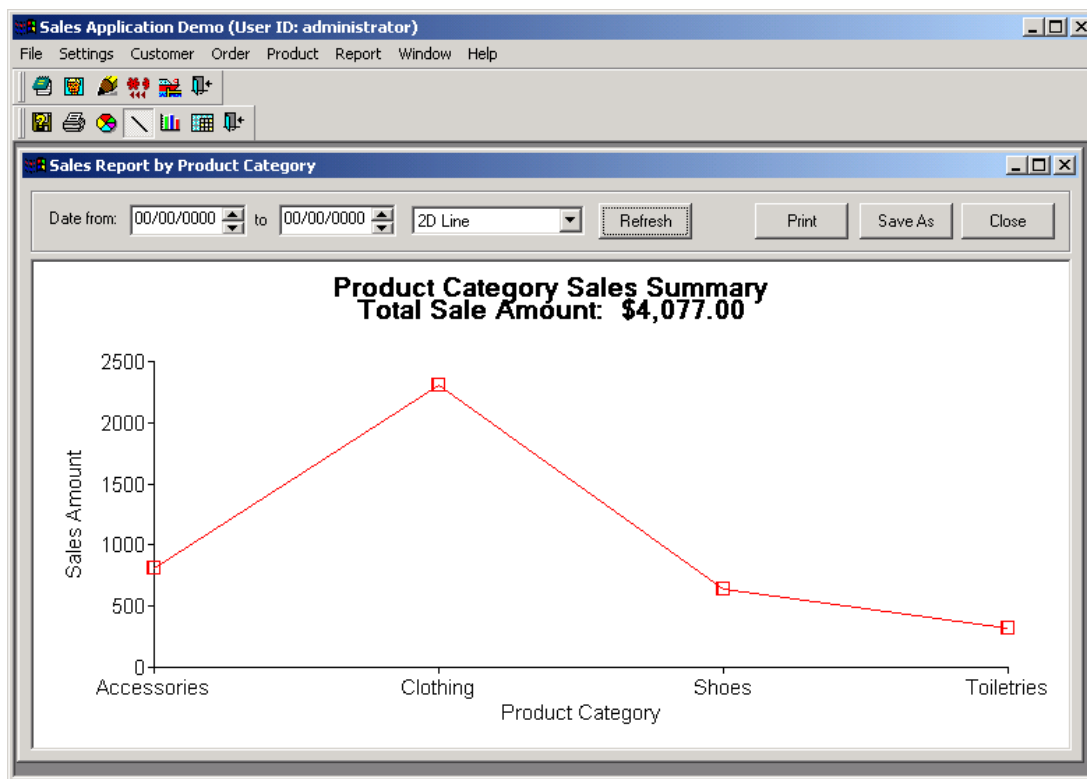 Sales Application Demo (User ID: administrator)
File Settings Customer Order Product Report Window Help
Sales Report by Product Category
Date from: 00/00/0000 to 00/00/0000 2D Line Refresh Print Save As Close
Product Category Sales Summary
Total Sale Amount: $4,077.00
2500
2000
1500
1000
500
0
Sales Amount
Accessories Clothing Shoes Toiletries
Product Category